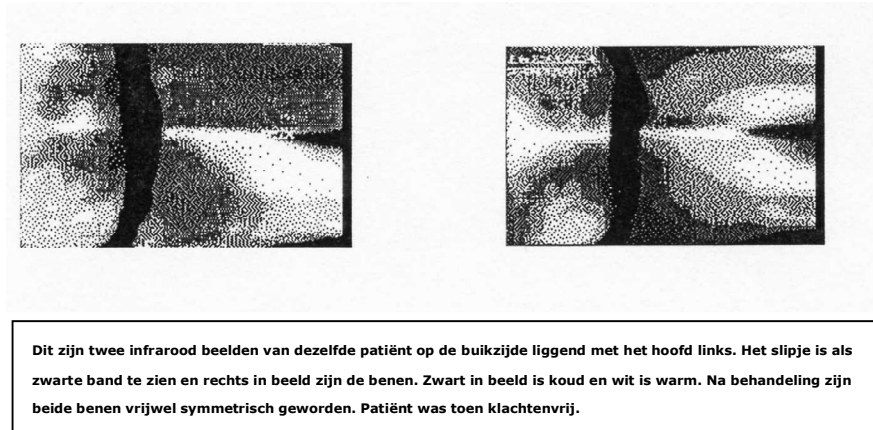 Dit zijn twee infrarood beelden van dezelfde patiënt op de buikzijde liggend met het hoofd links. Het slipje is als
zwarte band te zien en rechts in beeld zijn de benen. Zwart in beeld is koud en wit is warm. Na behandeling zijn
beide benen vrijwel symmetrisch geworden. Patiënt was toen klachtenvrij.